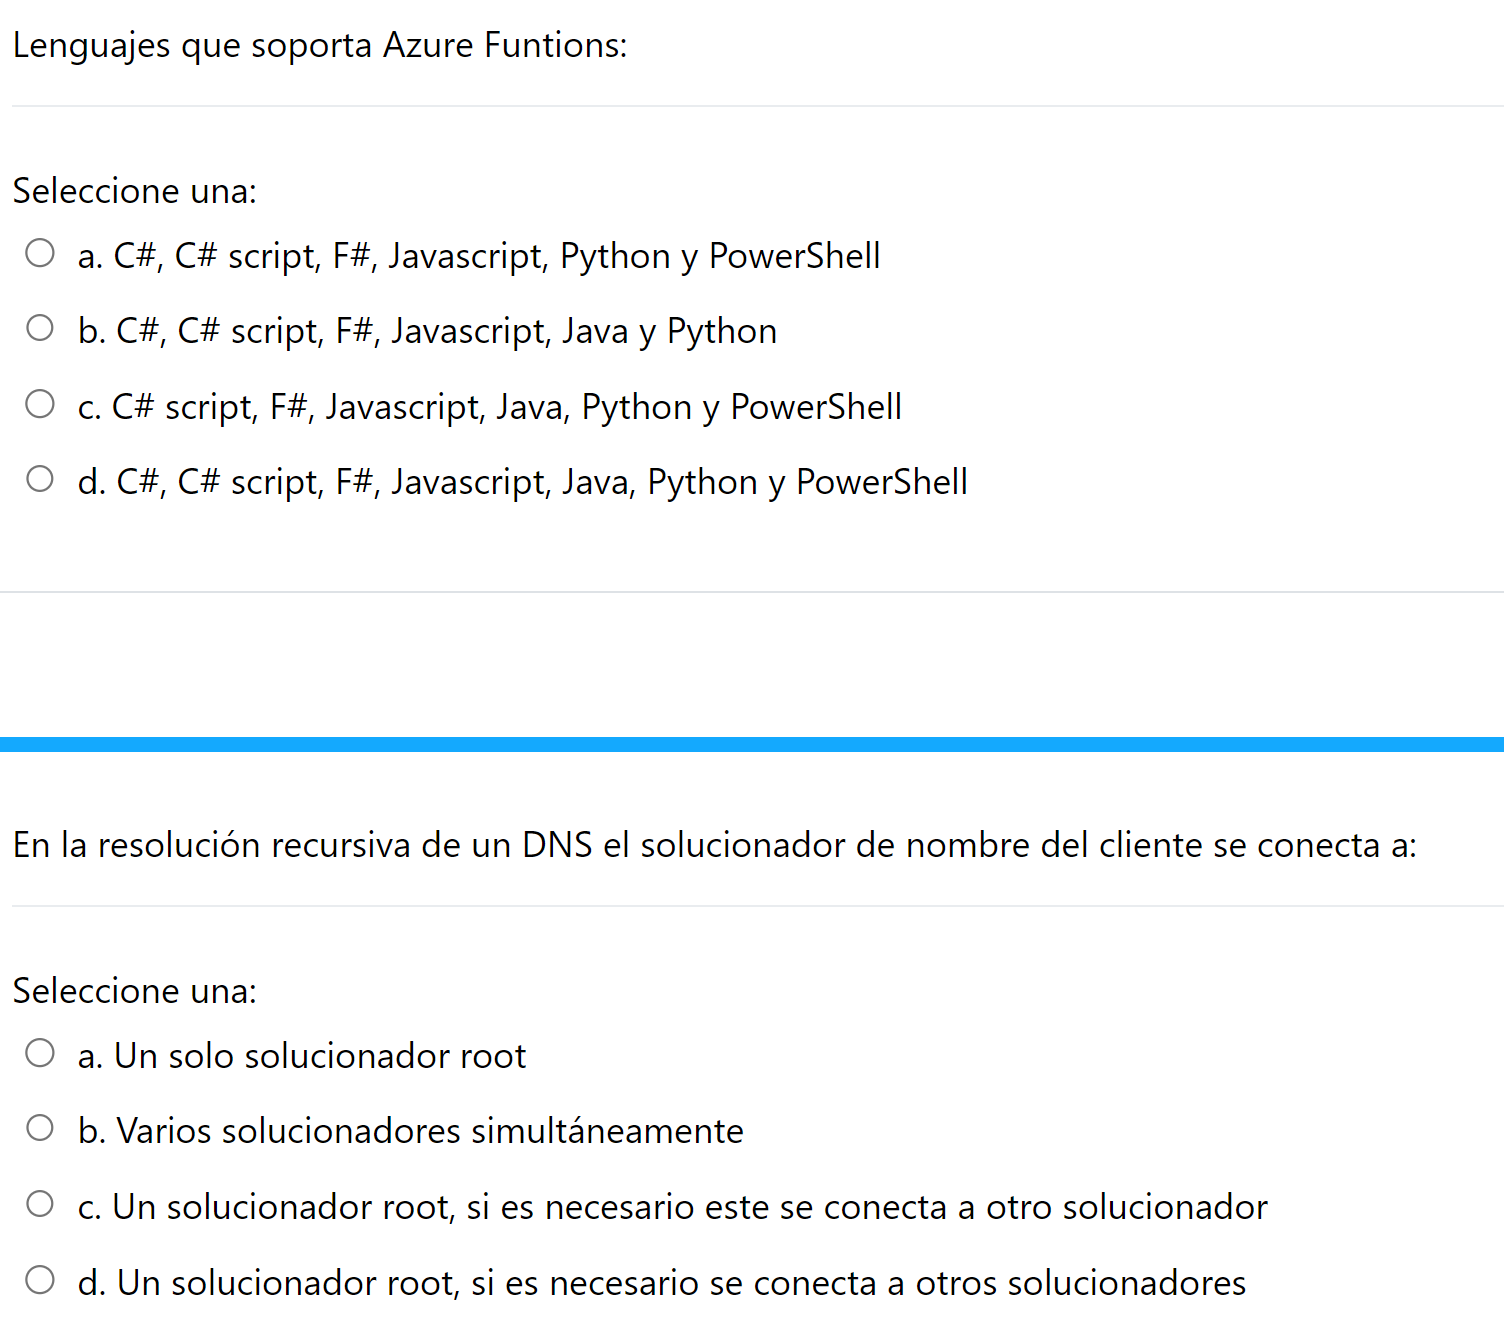 Lenguajes que soporta Azure Funtions:
Seleccione una:
a. C#, C# script, F#, Javascript, Python y PowerShell
b. C#, C# script, F#, Javascript, Java y Python
c. C# script, F#, Javascript, Java, Python y PowerShell
d. C#, C# script, F#, Javascript, Java, Python y PowerShell
En la resolución recursiva de un DNS el solucionador de nombre del cliente se conecta a:
Seleccione una:
a. Un solo solucionador root
b. Varios solucionadores simultáneamente
c. Un solucionador root, si es necesario este se conecta a otro solucionador
d. Un solucionador root, si es necesario se conecta a otros solucionadores